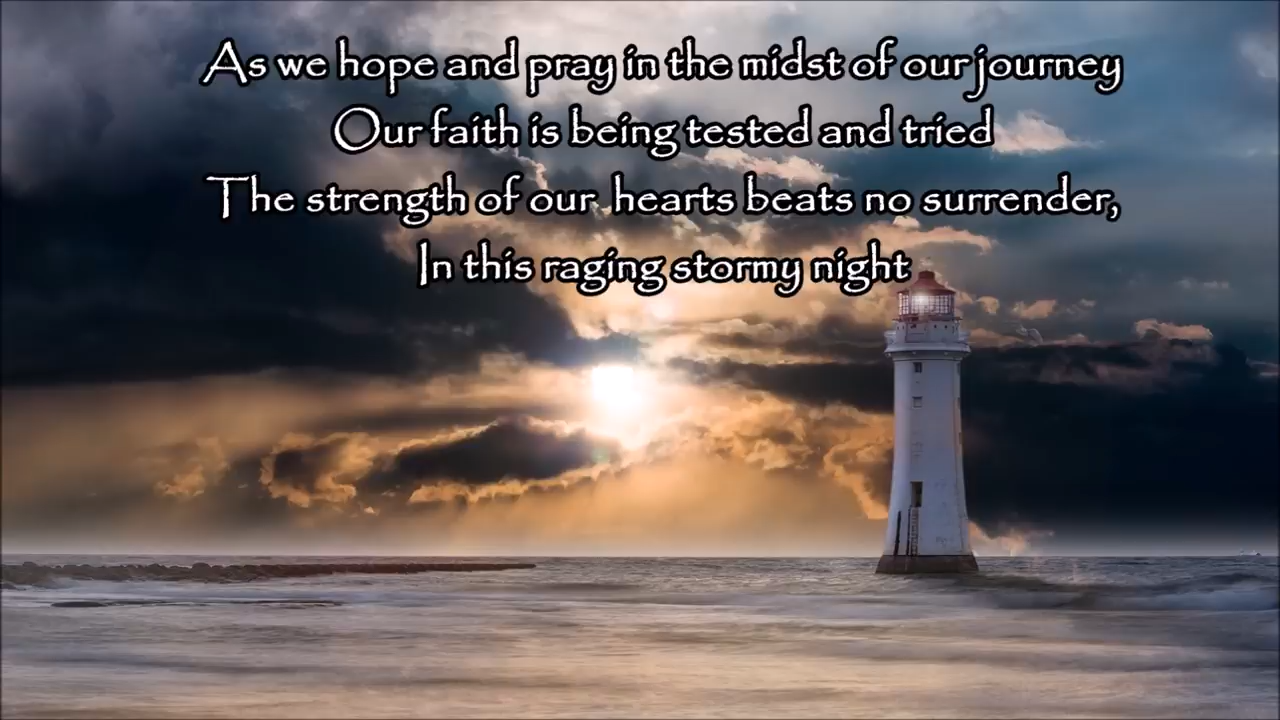 As we hope and pray in the midst of our journey
Our faith is being tested and tried
The strength of our hearts beats no surrender,
In this raging stormy night